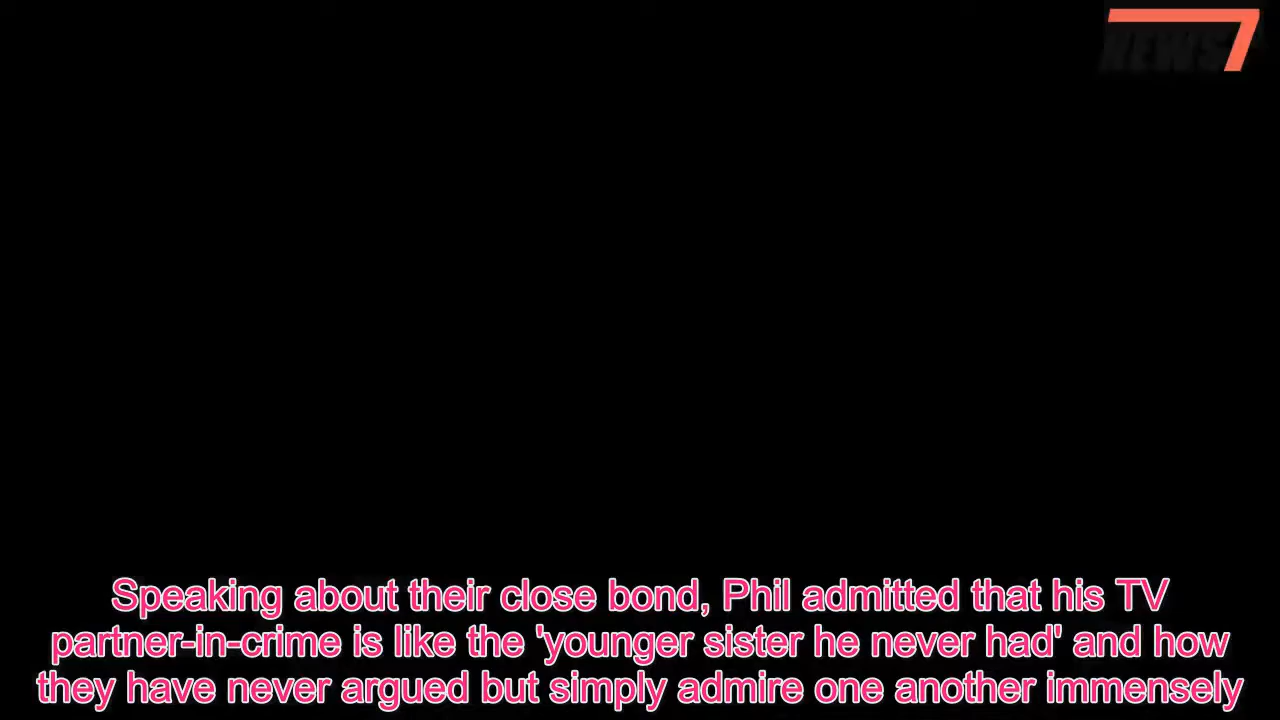 NEWS7
Speaking about their close bond, Phil admitted that his TV
partner-in-crime is like the 'younger sister he never had' and how
they have never argued but simply admire one another immensely